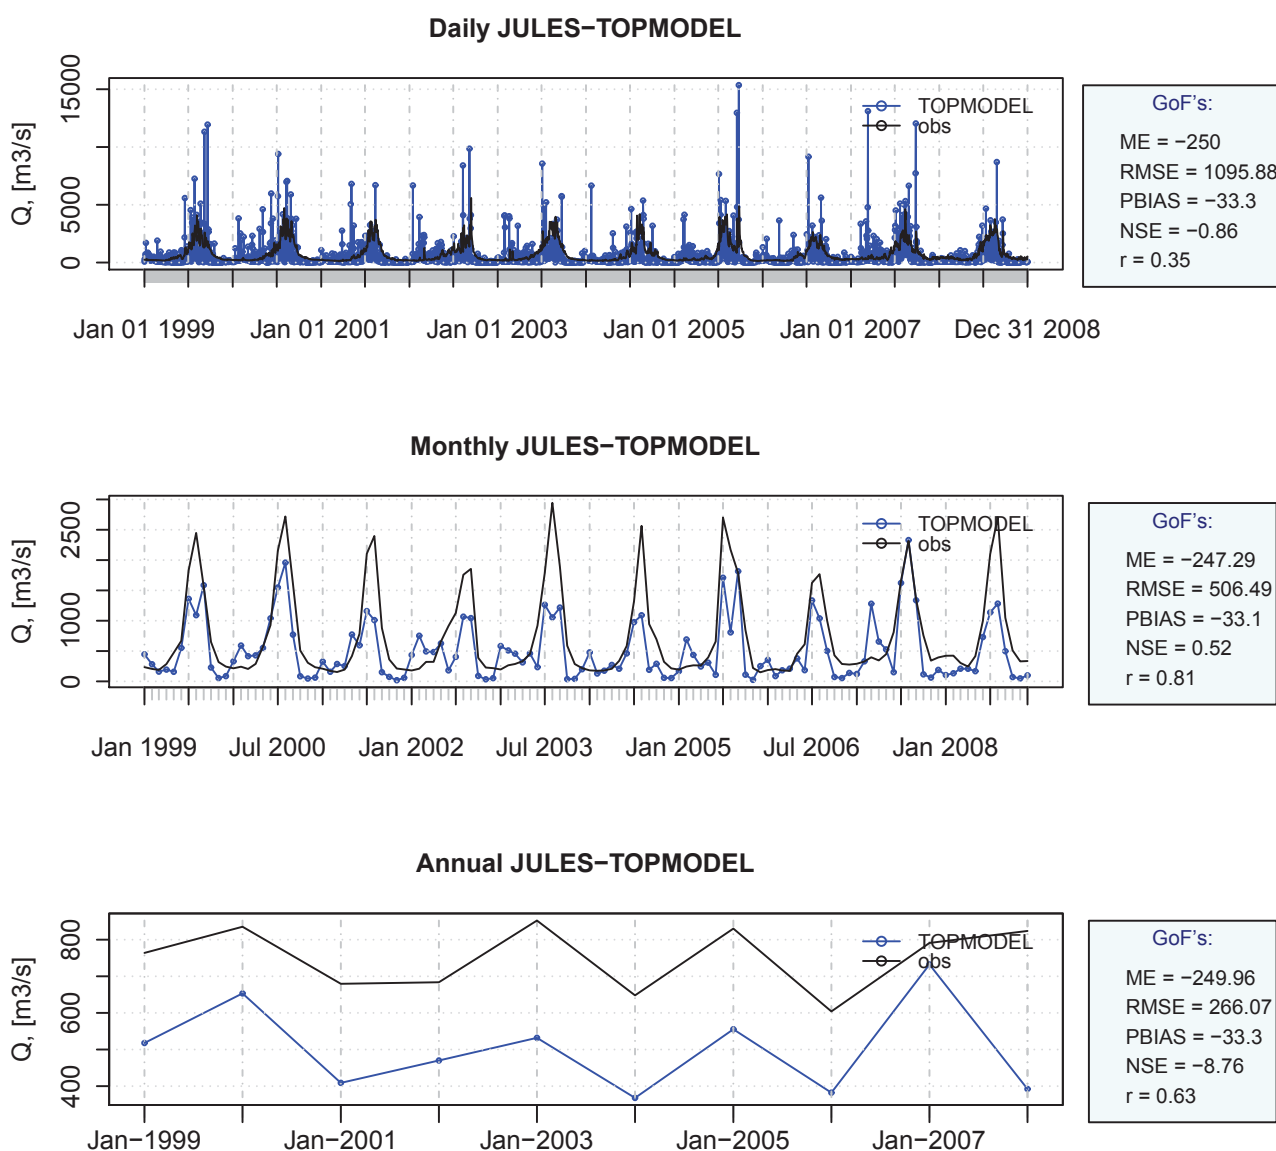 Daily JULES−TOPMODEL
Q, [m3/s]
15000
5000
0
TOPMODEL
obs
GoF's:
ME = −250
RMSE = 1095.88
PBIAS = −33.3
NSE = −0.86
r = 0.35
Jan 01 1999 Jan 01 2001 Jan 01 2003 Jan 01 2005 Jan 01 2007 Dec 31 2008
Monthly JULES−TOPMODEL
Q, [m3/s]
2500
1000
0
TOPMODEL
obs
GoF's:
ME = −247.29
RMSE = 506.49
PBIAS = −33.1
NSE = 0.52
r = 0.81
Jan 1999 Jul 2000 Jan 2002 Jul 2003 Jan 2005 Jul 2006 Jan 2008
Annual JULES−TOPMODEL
Q, [m3/s]
800
600
400
TOPMODEL
obs
GoF's:
ME = −249.96
RMSE = 266.07
PBIAS = −33.3
NSE = −8.76
r = 0.63
Jan−1999 Jan−2001 Jan−2003 Jan−2005 Jan−2007